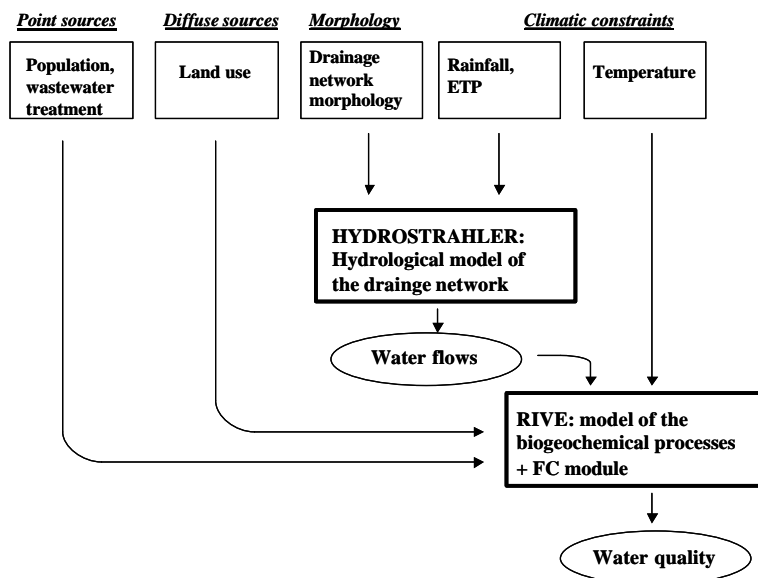 Point sources
Diffuse sources
Morphology
Climatic constraints
Population,
wastewater
treatment
Land use
Drainage
network
morphology
Rainfall,
ETP
Temperature
HYDROSTRAHLER:
Hydrological model of
the drainge network
Water flows
RIVE: model of the
biogeochemical processes
+ FC module
Water quality